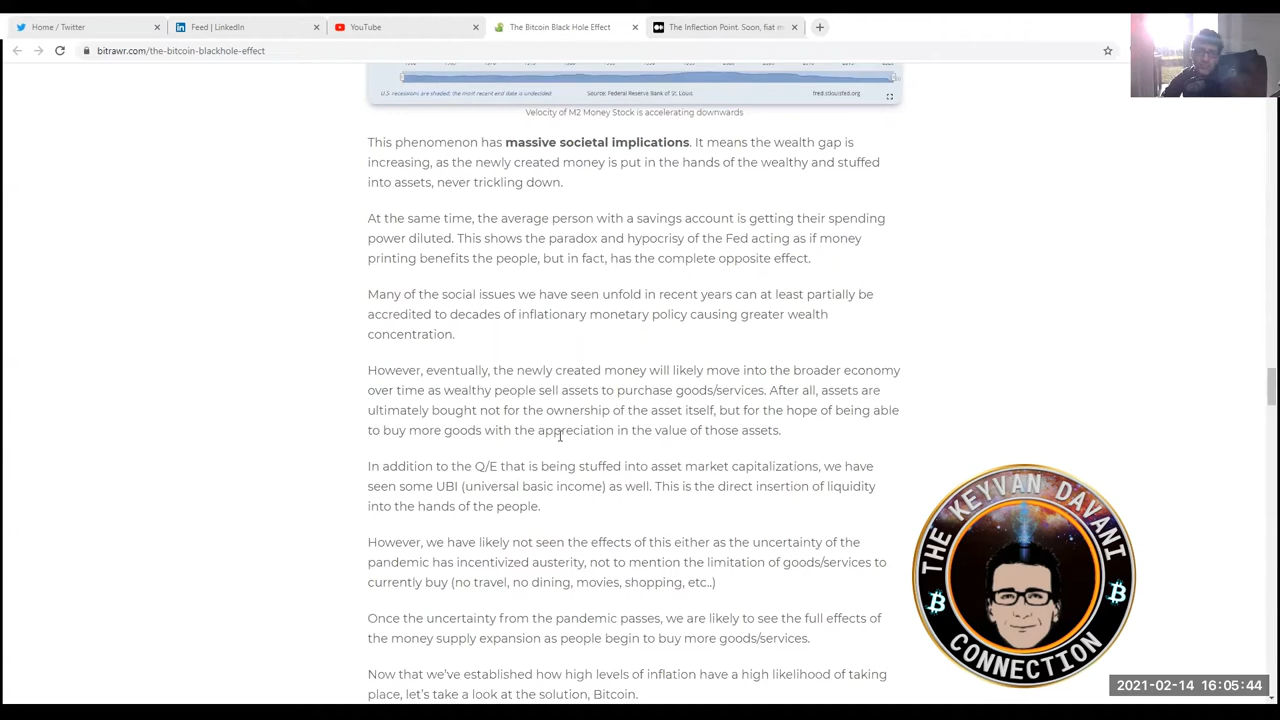 Home / Twitter
Feed | LinkedIn
YouTube
The Bitcoin Black Hole Effect
The Inflection Point. Soon, fiat m
bitrawr.com/the-bitcoin-blackhole-effect
U.S. recessions are shaded; the most recent end date is undecided.
Source: Federal Reserve Bank of St. Louis
fred.stlouisfed.org
Velocity of M2 Money Stock is accelerating downwards
This phenomenon has massive societal implications. It means the wealth gap is
increasing, as the newly created money is put in the hands of the wealthy and stuffed
into assets, never trickling down.
At the same time, the average person with a savings account is getting their spending
power diluted. This shows the paradox and hypocrisy of the Fed acting as if money
printing benefits the people, but in fact, has the complete opposite effect.
Many of the social issues we have seen unfold in recent years can at least partially be
accredited to decades of inflationary monetary policy causing greater wealth
concentration.
However, eventually, the newly created money will likely move into the broader economy
over time as wealthy people sell assets to purchase goods/services. After all, assets are
ultimately bought not for the ownership of the asset itself, but for the hope of being able
to buy more goods with the appreciation in the value of those assets.
In addition to the Q/E that is being stuffed into asset market capitalizations, we have
seen some UBI (universal basic income) as well. This is the direct insertion of liquidity
into the hands of the people.
However, we have likely not seen the effects of this either as the uncertainty of the
pandemic has incentivized austerity, not to mention the limitation of goods/services to
currently buy (no travel, no dining, movies, shopping, etc..)
Once the uncertainty from the pandemic passes, we are likely to see the full effects of
the money supply expansion as people begin to buy more goods/services.
Now that we've established how high levels of inflation have a high likelihood of taking
place, let's take a look at the solution, Bitcoin.
THE KEYVAN DAVANI
CONNECTION
2021-02-14 16:05:44